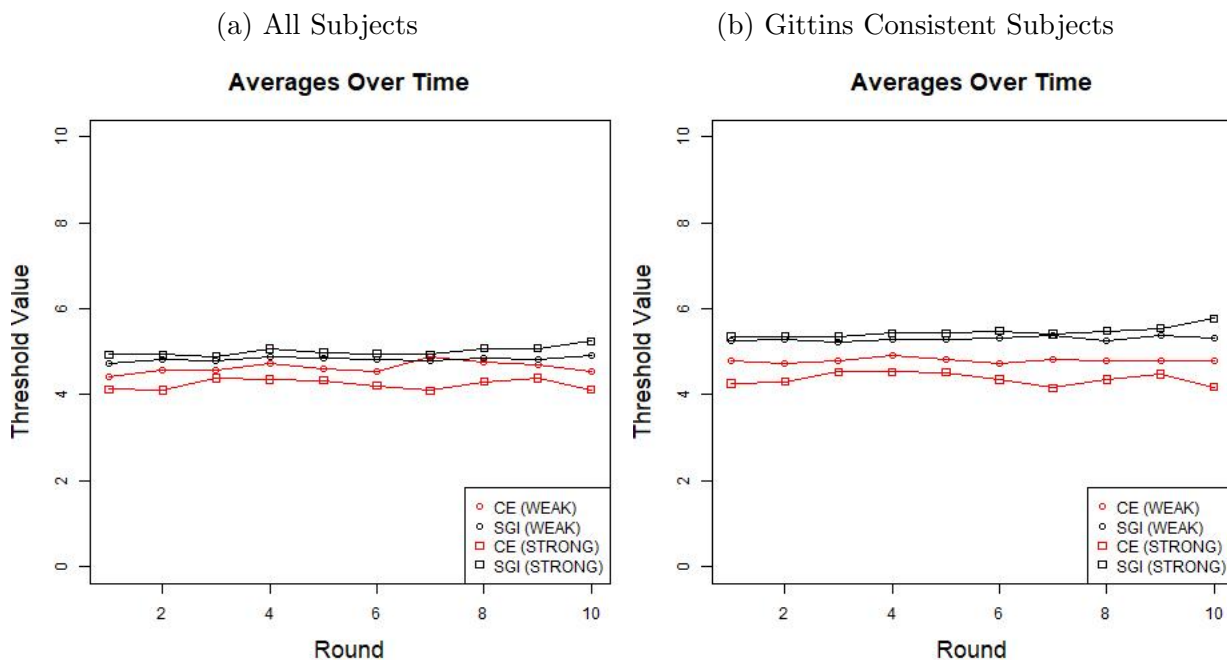 (a) All Subjects
(b) Gittins Consistent Subjects
Averages Over Time
Threshold Value
10
8
6
4
2
0
CE (WEAK)
SGI (WEAK)
CE (STRONG)
SGI (STRONG)
2 4 6 8 10
Round
Averages Over Time
Threshold Value
10
8
6
4
2
0
CE (WEAK)
SGI (WEAK)
CE (STRONG)
SGI (STRONG)
2 4 6 8 10
Round